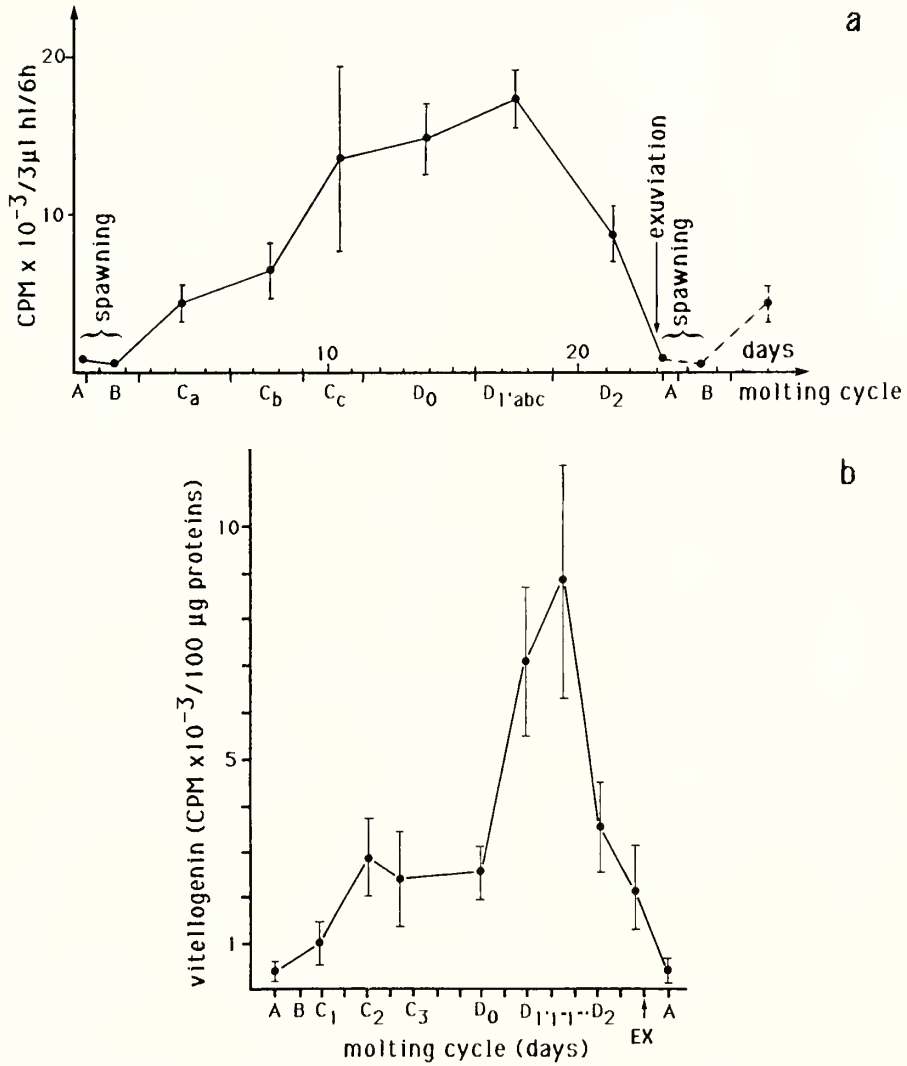 a
CPM x 10⁻³/3µl hl/6h
20
10
spawning
exuviation
spawning
10
20
days
A B Cₐ C_b C_c D₀ D₁'abc D₂ A B molting cycle
b
vitellogenin (CPM x10⁻³/100 µg proteins)
10
5
1
A B C₁ C₂ C₃ D₀ D₁'₁''₁''' D₂ A
EX
molting cycle (days)